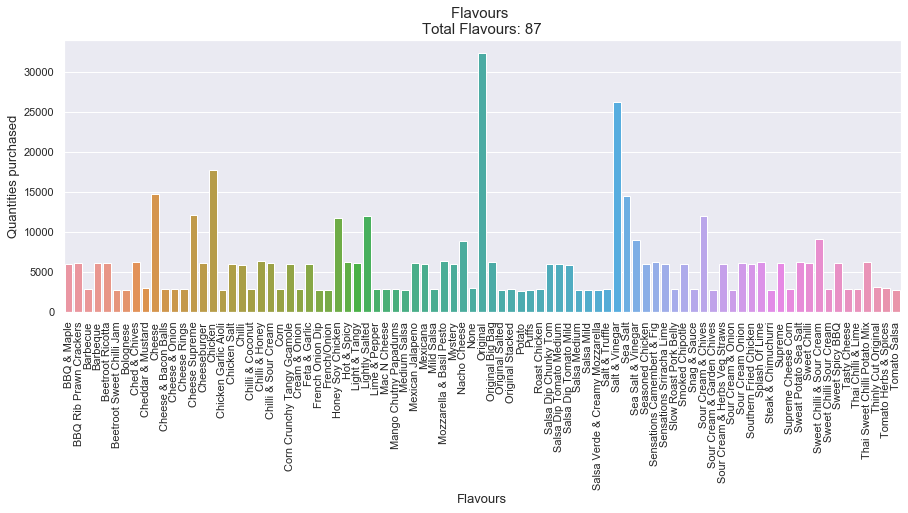 Flavours
Total Flavours: 87
Quantities purchased
30000
25000
20000
15000
10000
5000
0
BBQ & Maple
BBQ Rib Prawn Crackers
Barbecue
Barbeque
Beetroot Ricotta
Beetroot Sweet Chilli Jam
Bolognese
Ched & Chives
Cheddar & Mustard
Cheese
Cheese & Bacon Balls
Cheese & Onion
Cheese Rings
Cheese Supreme
Cheeseburger
Chicken
Chicken Garlic Aioli
Chicken Salt
Chilli
Chilli & Coconut
Chilli & Honey
Chilli & Sour Cream
Corn
Corn Crunchy Tangy Gcamole
Cream & Onion
Feta & Garlic
French Onion Dip
FrenchOnion
Honey Soy Chicken
Hot & Spicy
Light & Tangy
Lightly Salted
Lime & Pepper
Mac N Cheese
Mango Chutny Papadums
Medium Salsa
Mexican Jalapeno
Mexicana
Mild Salsa
Mozzarella & Basil Pesto
Mystery
Nacho Cheese
None
Original
Original Big Bag
Original Salted
Original Stacked
Potato
Puffs
Roast Chicken
Salsa Dip Chunky Tom
Salsa Dip Tomato Medium
Salsa Dip Tomato Mild
Salsa Medium
Salsa Mild
Salsa Verde & Creamy Mozzarella
Salt & Truffle
Salt & Vinegar
Sea Salt
Sea Salt & Vinegar
Seasoned Chicken
Sensations Camembert & Fig
Sensations Srirracha Lime
Slow Roast Pork Belly
Smoked Chipotle
Snag & Sauce
Sour Cream & Chives
Sour Cream & Garden Chives
Sour Cream & Herbs Veg Straws
Sour Cream & Onion
Sour Cream Onion
Southern Fried Chicken
Splash Of Lime
Steak & Chimuchurri
Supreme
Supreme Cheese Corn
Sweat Potato Sea Salt
Sweet Chilli
Sweet Chilli & Sour Cream
Sweet Chilli Sour Cream
Sweet Spicy BBQ
Tasty Cheese
Thai Chilli Lime
Thai Sweet Chilli Potato Mix
Thinly Cut Original
Tomato Herbs & Spices
Tomato Salsa
Flavours